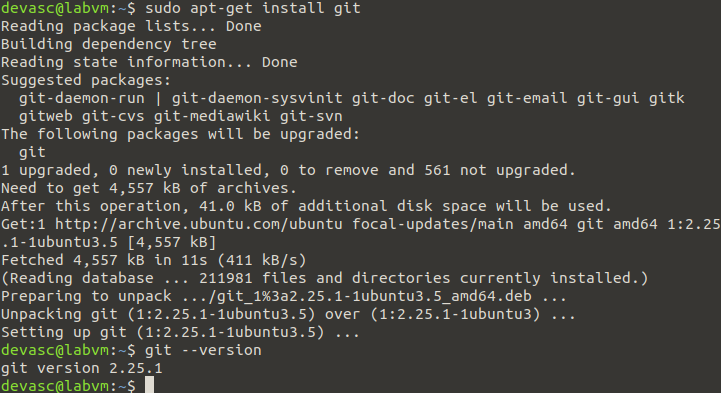 devasc@labvm:~$ sudo apt-get install git
Reading package lists... Done
Building dependency tree
Reading state information... Done
Suggested packages:
  git-daemon-run | git-daemon-sysvinit git-doc git-el git-email git-gui gitk
  gitweb git-cvs git-mediawiki git-svn
The following packages will be upgraded:
  git
1 upgraded, 0 newly installed, 0 to remove and 561 not upgraded.
Need to get 4,557 kB of archives.
After this operation, 41.0 kB of additional disk space will be used.
Get:1 http://archive.ubuntu.com/ubuntu focal-updates/main amd64 git amd64 1:2.25
.1-1ubuntu3.5 [4,557 kB]
Fetched 4,557 kB in 11s (411 kB/s)
(Reading database ... 211981 files and directories currently installed.)
Preparing to unpack .../git_1%3a2.25.1-1ubuntu3.5_amd64.deb ...
Unpacking git (1:2.25.1-1ubuntu3.5) over (1:2.25.1-1ubuntu3) ...
Setting up git (1:2.25.1-1ubuntu3.5) ...
devasc@labvm:~$ git --version
git version 2.25.1
devasc@labvm:~$